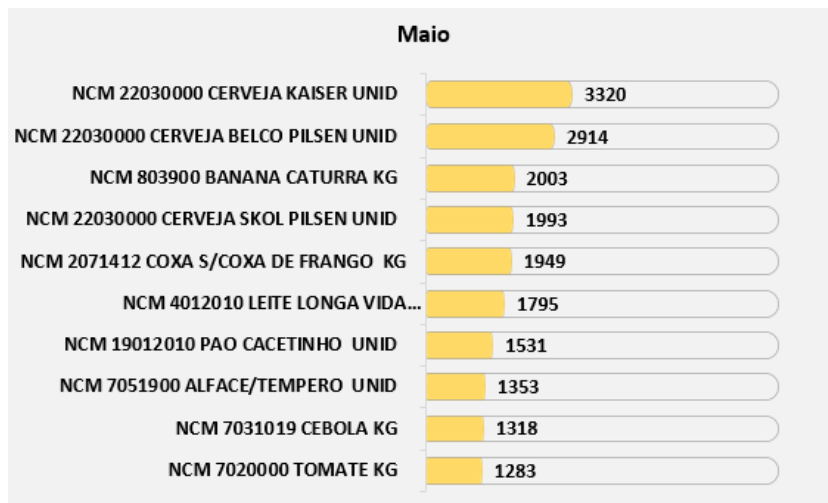 Maio
NCM 22030000 CERVEJA KAISER UNID 3320
NCM 22030000 CERVEJA BELCO PILSEN UNID 2914
NCM 803900 BANANA CATURRA KG 2003
NCM 22030000 CERVEJA SKOL PILSEN UNID 1993
NCM 2071412 COXA S/COXA DE FRANGO KG 1949
NCM 4012010 LEITE LONGA VIDA... 1795
NCM 19012010 PAO CACETINHO UNID 1531
NCM 7051900 ALFACE/TEMPERO UNID 1353
NCM 7031019 CEBOLA KG 1318
NCM 7020000 TOMATE KG 1283